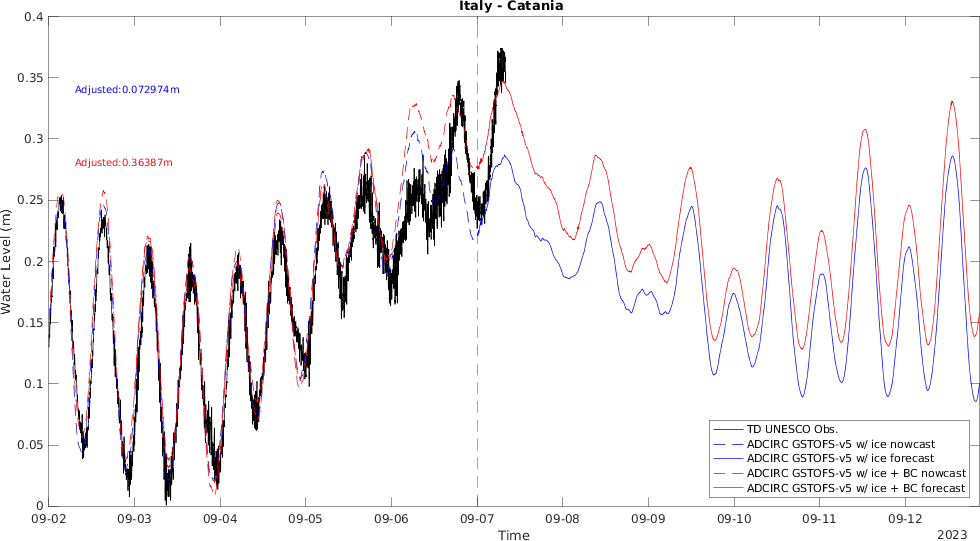 Italy - Catania
0.4
0.35
Adjusted:0.072974m
0.3
Adjusted:0.36387m
0.25
Water Level (m)
0.2
0.15
0.1
0.05
0
TD UNESCO Obs.
ADCIRC GSTOFS-v5 w/ ice nowcast
ADCIRC GSTOFS-v5 w/ ice forecast
ADCIRC GSTOFS-v5 w/ ice + BC nowcast
ADCIRC GSTOFS-v5 w/ ice + BC forecast
09-02 09-03 09-04 09-05 09-06 09-07 09-08 09-09 09-10 09-11 09-12
Time
2023